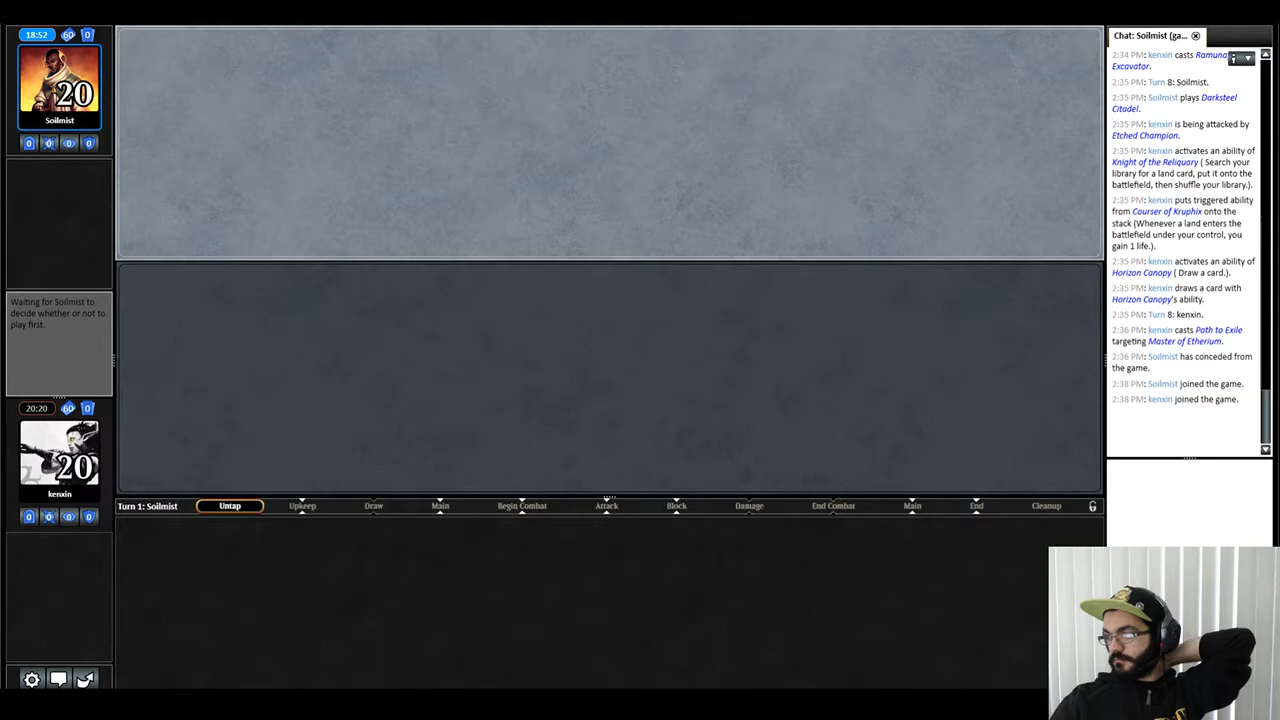 18:52 60 0
20
Soilmist
0 0 0 0
Waiting for Soilmist to
decide whether or not to
play first.
20:20 60 0
20
kenxin
0 0 0 0
Turn 1: Soilmist Untap Upkeep Draw Main Begin Combat Attack Block Damage End Combat Main End Cleanup
Chat: Soilmist (ga...
2:34 PM: kenxin casts Ramuna
Excavator.
2:35 PM: Turn 8: Soilmist.
2:35 PM: Soilmist plays Darksteel
Citadel.
2:35 PM: kenxin is being attacked by
Etched Champion.
2:35 PM: kenxin activates an ability of
Knight of the Reliquary ( Search your
library for a land card, put it onto the
battlefield, then shuffle your library.).
2:35 PM: kenxin puts triggered ability
from Courser of Kruphix onto the
stack (Whenever a land enters the
battlefield under your control, you
gain 1 life.).
2:35 PM: kenxin activates an ability of
Horizon Canopy ( Draw a card.).
2:35 PM: kenxin draws a card with
Horizon Canopy's ability.
2:35 PM: Turn 8: kenxin.
2:36 PM: kenxin casts Path to Exile
targeting Master of Etherium.
2:36 PM: Soilmist has conceded from
the game.
2:38 PM: Soilmist joined the game.
2:38 PM: kenxin joined the game.